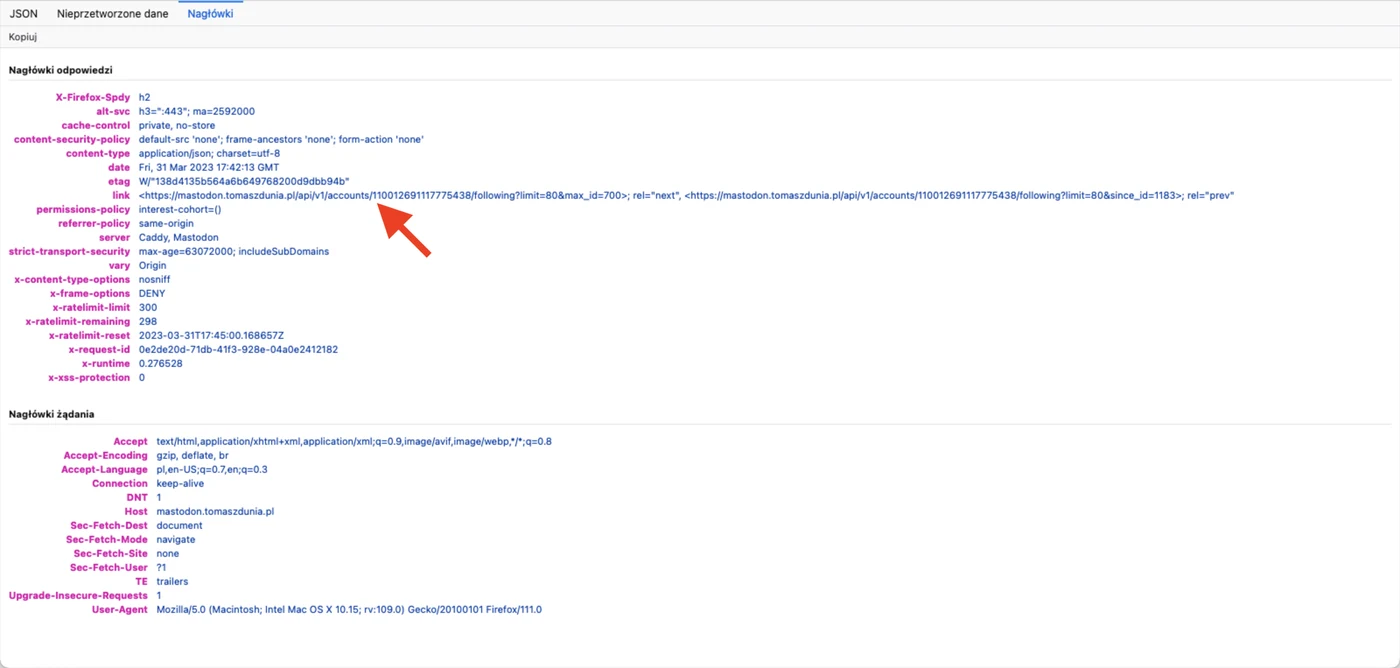 JSON Nieprzetworzone dane Nagłówki
Kopiuj
Nagłówki odpowiedzi
X-Firefox-Spdy h2
alt-svc h3=":443"; ma=2592000
cache-control private, no-store
content-security-policy default-src 'none'; frame-ancestors 'none'; form-action 'none'
content-type application/json; charset=utf-8
date Fri, 31 Mar 2023 17:42:13 GMT
etag W/"138d4135b564a6b649768200d9dbb94b"
link <https://mastodon.tomaszdunia.pl/api/v1/accounts/110012691117775438/following?limit=80&max_id=700>; rel="next", <https://mastodon.tomaszdunia.pl/api/v1/accounts/110012691117775438/following?limit=80&since_id=1183>; rel="prev"
permissions-policy interest-cohort=()
referrer-policy same-origin
server Caddy, Mastodon
strict-transport-security max-age=63072000; includeSubDomains
vary Origin
x-content-type-options nosniff
x-frame-options DENY
x-ratelimit-limit 300
x-ratelimit-remaining 298
x-ratelimit-reset 2023-03-31T17:45:00.168657Z
x-request-id 0e2de20d-71db-41f3-928e-04a0e2412182
x-runtime 0.276528
x-xss-protection 0
Nagłówki żądania
Accept text/html,application/xhtml+xml,application/xml;q=0.9,image/avif,image/webp,*/*;q=0.8
Accept-Encoding gzip, deflate, br
Accept-Language pl,en-US;q=0.7,en;q=0.3
Connection keep-alive
DNT 1
Host mastodon.tomaszdunia.pl
Sec-Fetch-Dest document
Sec-Fetch-Mode navigate
Sec-Fetch-Site none
Sec-Fetch-User ?1
TE trailers
Upgrade-Insecure-Requests 1
User-Agent Mozilla/5.0 (Macintosh; Intel Mac OS X 10.15; rv:109.0) Gecko/20100101 Firefox/111.0